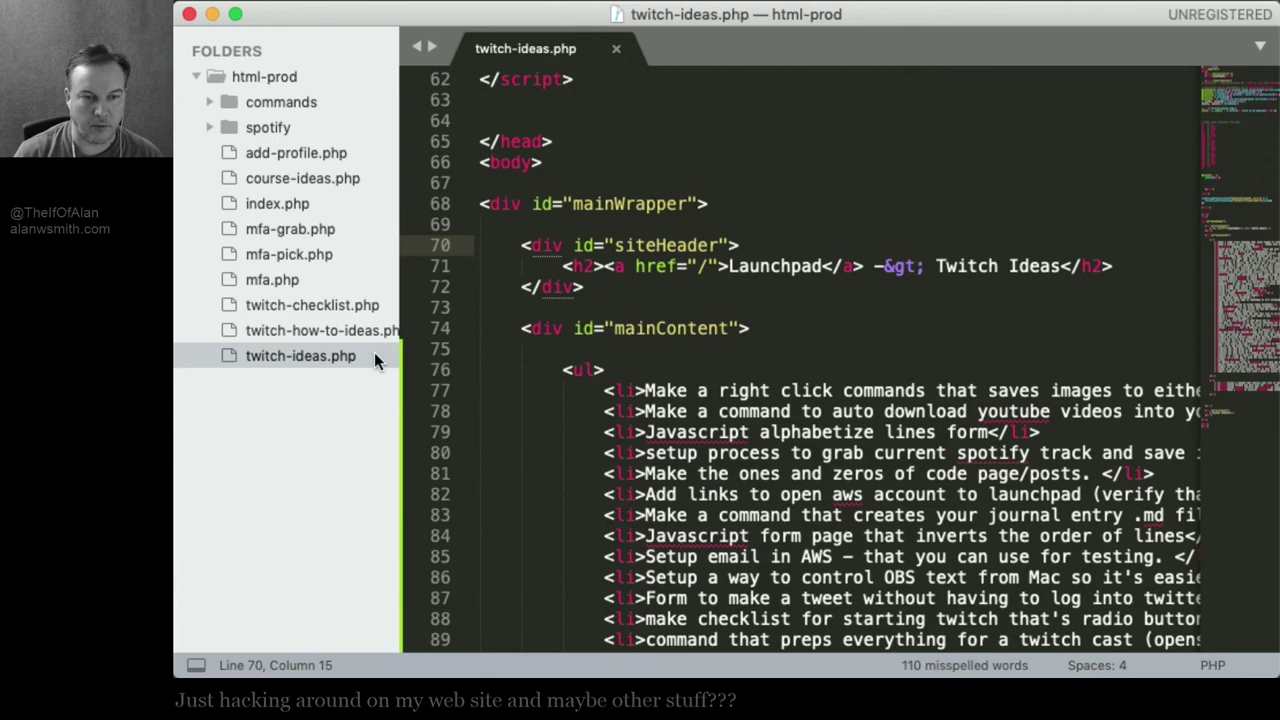 twitch-ideas.php — html-prod
UNREGISTERED
FOLDERS
html-prod
commands
spotify
add-profile.php
course-ideas.php
index.php
mfa-grab.php
mfa-pick.php
mfa.php
twitch-checklist.php
twitch-how-to-ideas.ph
twitch-ideas.php
@TheIfOfAlan
alanwsmith.com
twitch-ideas.php
62 </script>
63
64
65 </head>
66 <body>
67
68 <div id="mainWrapper">
69
70 <div id="siteHeader">
71 <h2><a href="/">Launchpad</a> -&gt; Twitch Ideas</h2>
72 </div>
73
74 <div id="mainContent">
75
76 <ul>
77 <li>Make a right click commands that saves images to eithe
78 <li>Make a command to auto download youtube videos into yo
79 <li>Javascript alphabetize lines form</li>
80 <li>setup process to grab current spotify track and save i
81 <li>Make the ones and zeros of code page/posts. </li>
82 <li>Add links to open aws account to launchpad (verify tha
83 <li>Make a command that creates your journal entry .md fil
84 <li>Javascript form page that inverts the order of lines</
85 <li>Setup email in AWS - that you can use for testing. </
86 <li>Setup a way to control OBS text from Mac so it's easie
87 <li>Form to make a tweet without having to log into twitte
88 <li>make checklist for starting twitch that's radio button
89 <li>command that preps everything for a twitch cast (opens
Line 70, Column 15
110 misspelled words
Spaces: 4
PHP
Just hacking around on my web site and maybe other stuff???